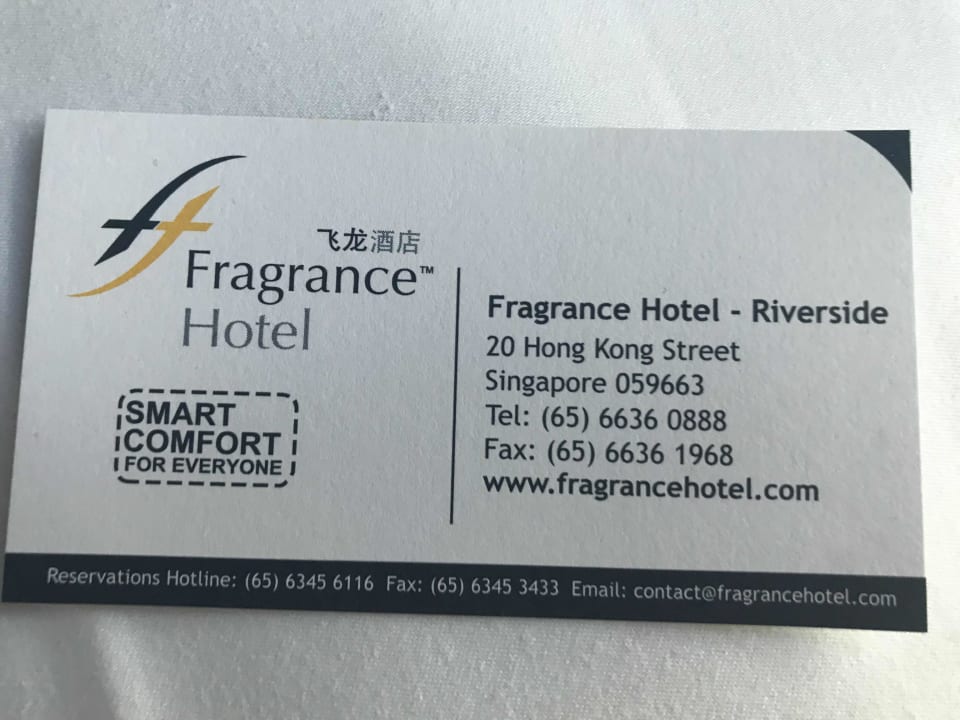 飞龙酒店
Fragrance™
Hotel
SMART
COMFORT
FOR EVERYONE
Fragrance Hotel - Riverside
20 Hong Kong Street
Singapore 059663
Tel: (65) 6636 0888
Fax: (65) 6636 1968
www.fragrancehotel.com
Reservations Hotline: (65) 6345 6116 Fax: (65) 6345 3433 Email: contact@fragrancehotel.com